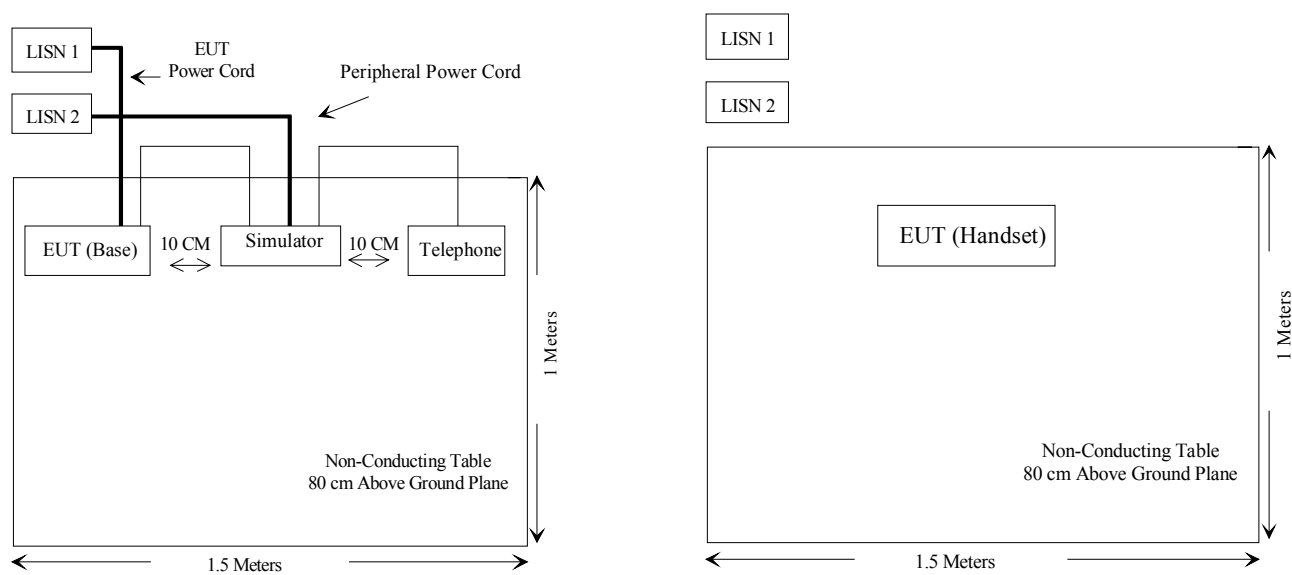 LISN 1
EUT
Power Cord
Peripheral Power Cord
LISN 2
EUT (Base)
10 CM
Simulator
10 CM
Telephone
1 Meters
Non-Conducting Table
80 cm Above Ground Plane
1.5 Meters
LISN 1
LISN 2
EUT (Handset)
1 Meters
Non-Conducting Table
80 cm Above Ground Plane
1.5 Meters